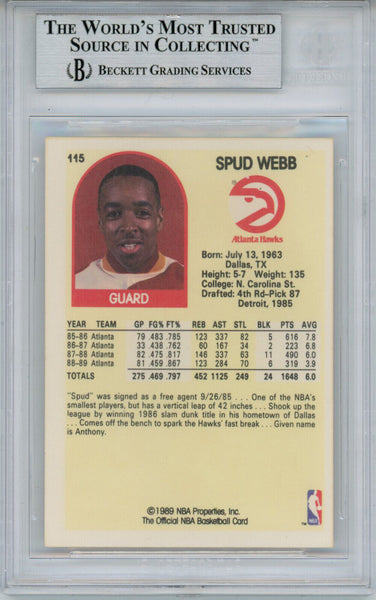 THE WORLD'S MOST TRUSTED
SOURCE IN COLLECTING™
B BECKETT GRADING SERVICES
115
SPUD WEBB
Atlanta Hawks
GUARD
Born: July 13, 1963
Dallas, TX
Height: 5-7 Weight: 135
College: N. Carolina St.
Drafted: 4th Rd–Pick 87
Detroit, 1985
YEAR TEAM GP FG% FT% REB AST STL BLK PTS AVG
85-86 Atlanta 79 .483 .785 123 337 82 5 616 7.8
86-87 Atlanta 33 .438 .762 60 167 34 2 223 6.8
87-88 Atlanta 82 .475 .817 146 337 63 11 490 6.0
88-89 Atlanta 81 .459 .867 123 284 70 6 319 3.9
TOTALS 275 .469 .797 452 1125 249 24 1648 6.0
"Spud" was signed as a free agent 9/26/85 . . . One of the NBA's
smallest players, but has a vertical leap of 42 inches . . . Shook up the
league by winning 1986 slam dunk title in his hometown of Dallas
. . . Comes off the bench to spark the Hawks' fast break . . . Given
name is Anthony.
©1989 NBA Properties, Inc.
The Official NBA Basketball Card
NBA